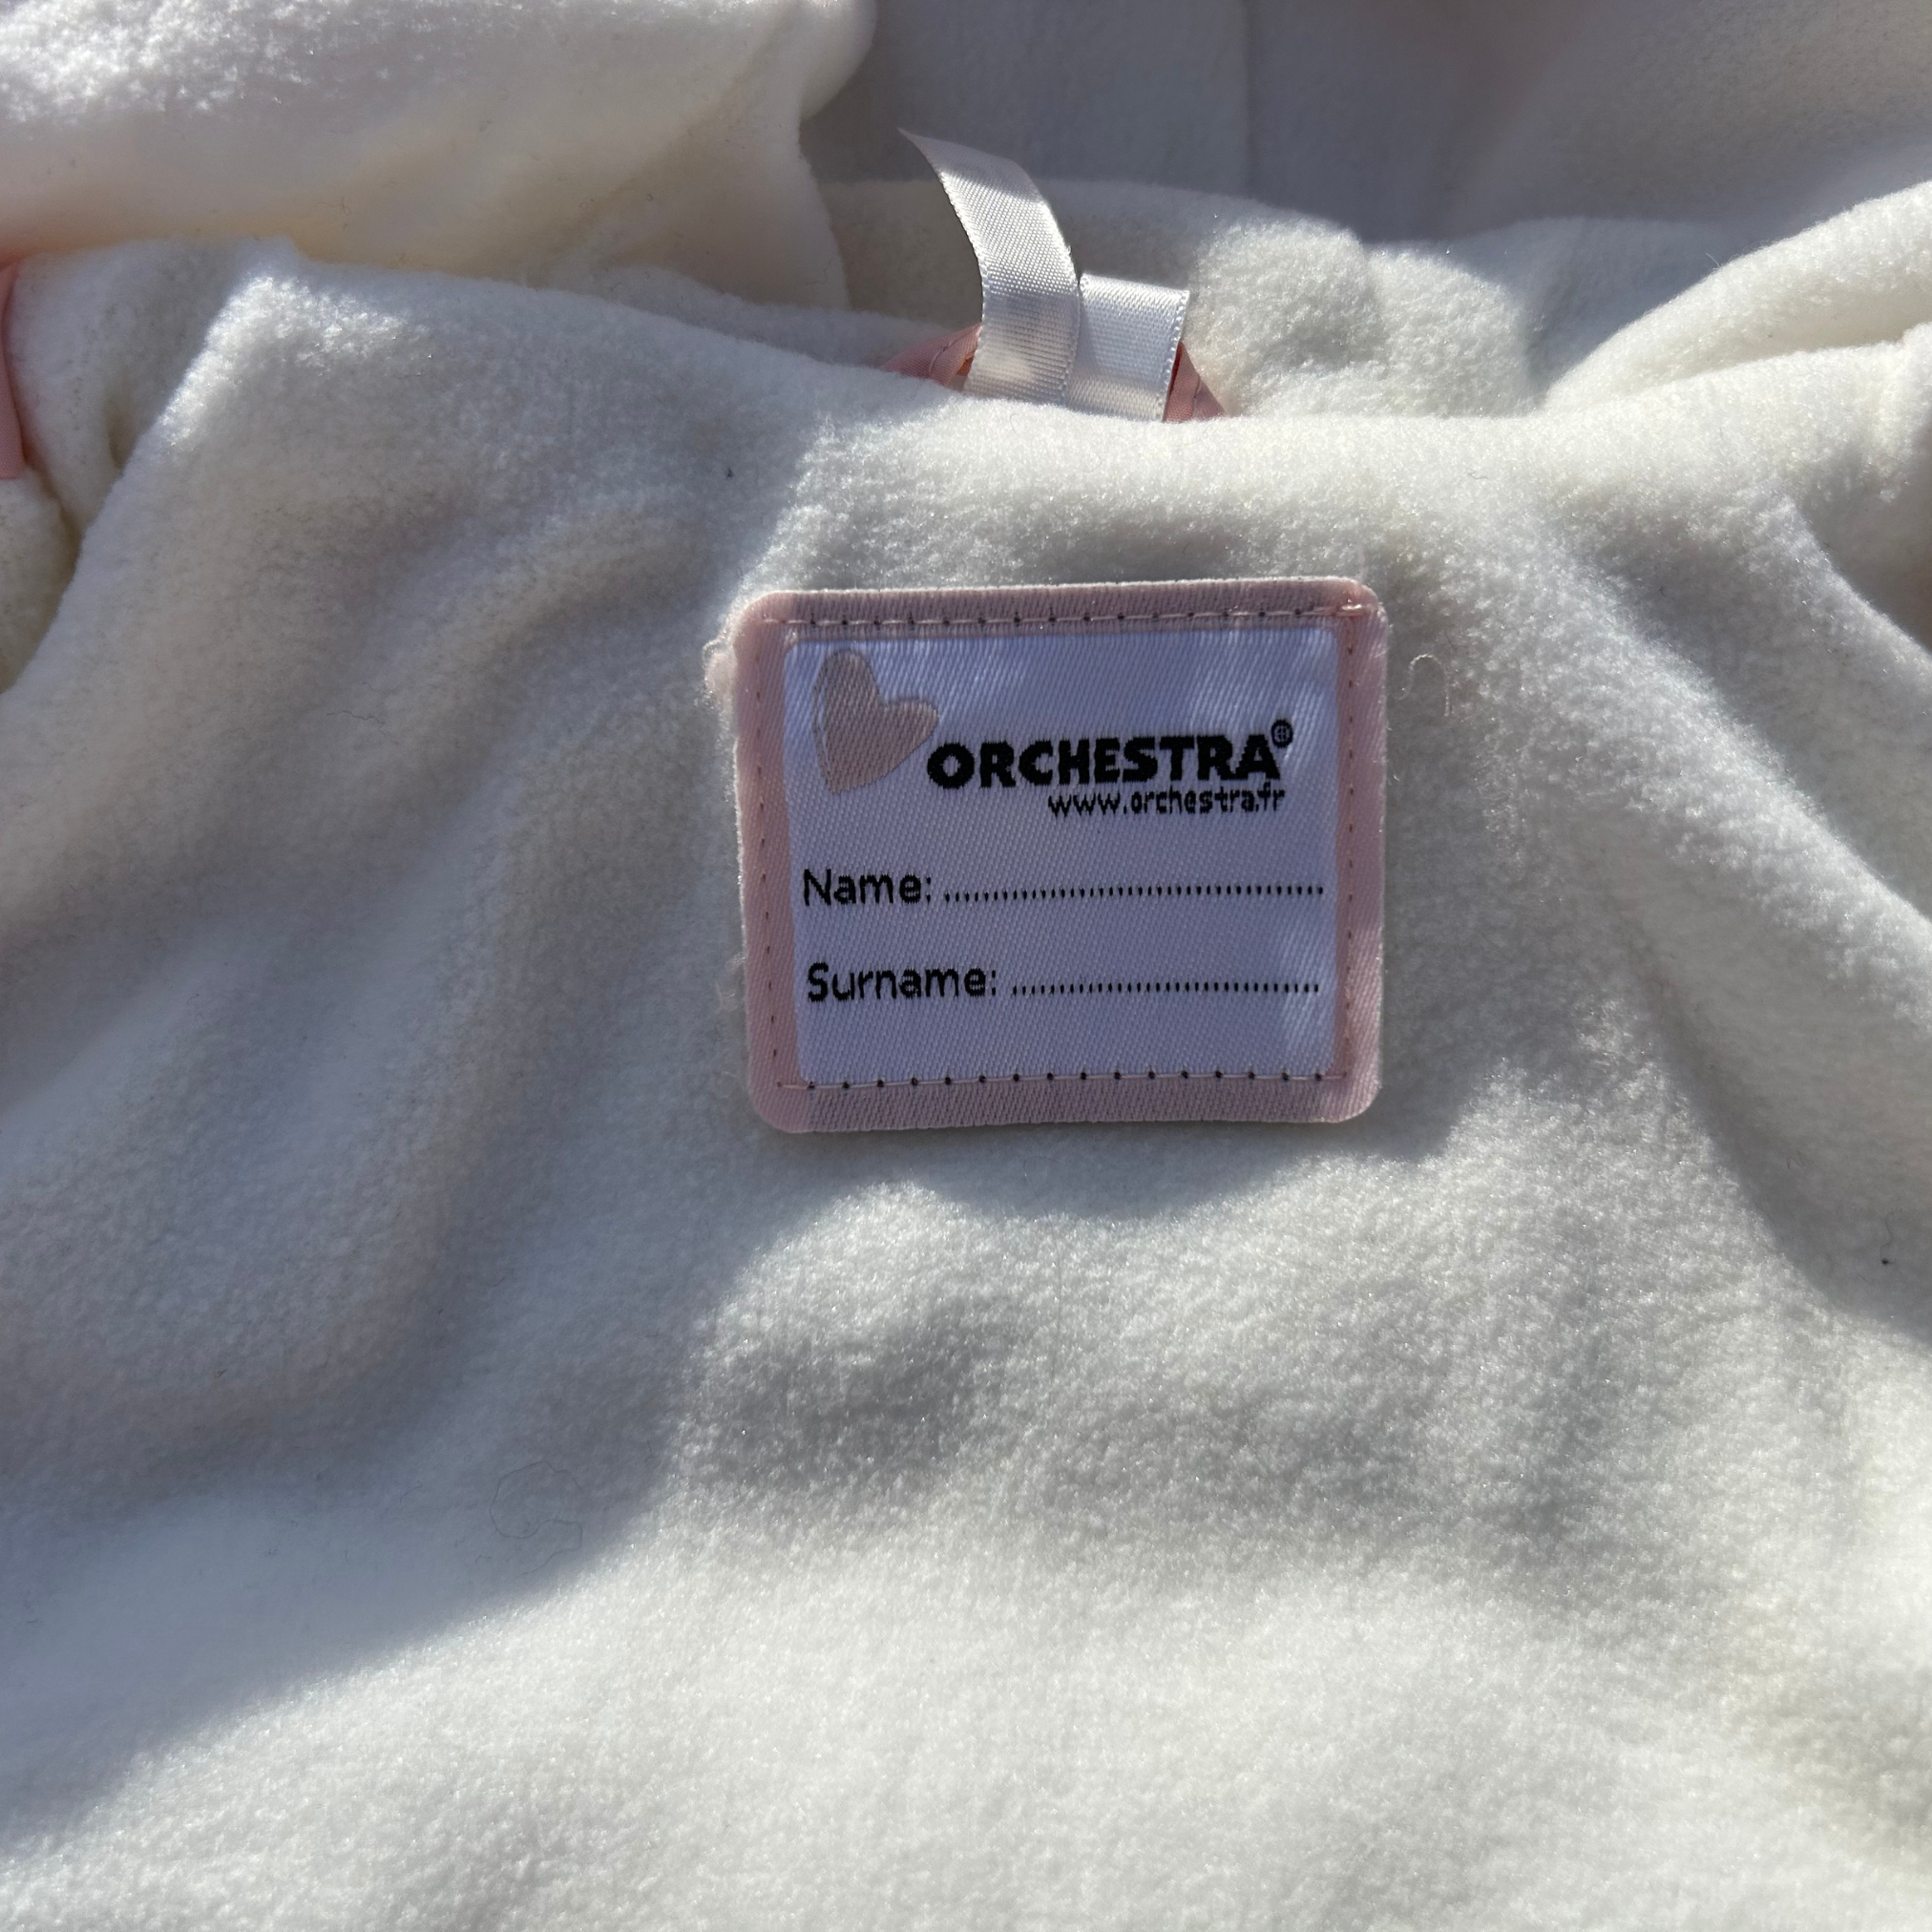 ORCHESTRA®
www.orchestra.fr
Name: ........................................
Surname: ................................